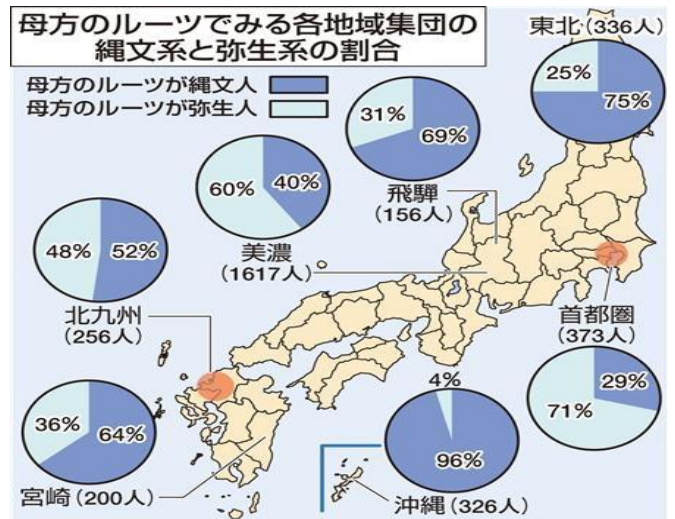 母方のルーツでみる各地域集団の
縄文系と弥生系の割合
母方のルーツが縄文人
母方のルーツが弥生人
東北(336人)
25%
75%
31%
69%
飛騨
(156人)
60%
40%
美濃
(1617人)
48%
52%
北九州
(256人)
首都圏
(373人)
29%
71%
36%
64%
宮崎(200人)
4%
96%
沖縄(326人)